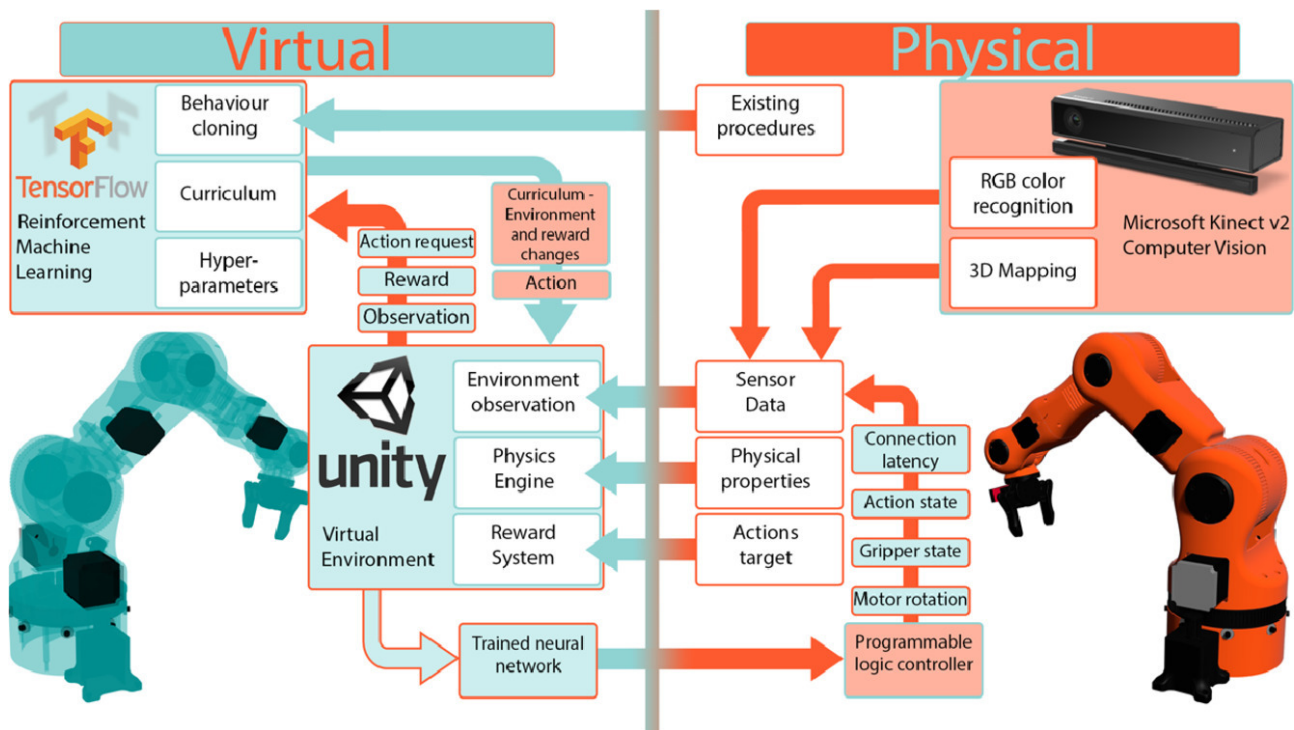 Virtual
Physical
Behaviour
cloning
TensorFlow
Reinforcement
Machine
Learning
Curriculum
Hyper-
parameters
Existing
procedures
RGB color
recognition
3D Mapping
Microsoft Kinect v2
Computer Vision
Curriculum -
Environment
and reward
changes
Action
Action request
Reward
Observation
unity
Virtual
Environment
Environment
observation
Physics
Engine
Reward
System
Sensor
Data
Physical
properties
Actions
target
Connection
latency
Action state
Gripper state
Motor rotation
Trained neural
network
Programmable
logic controller